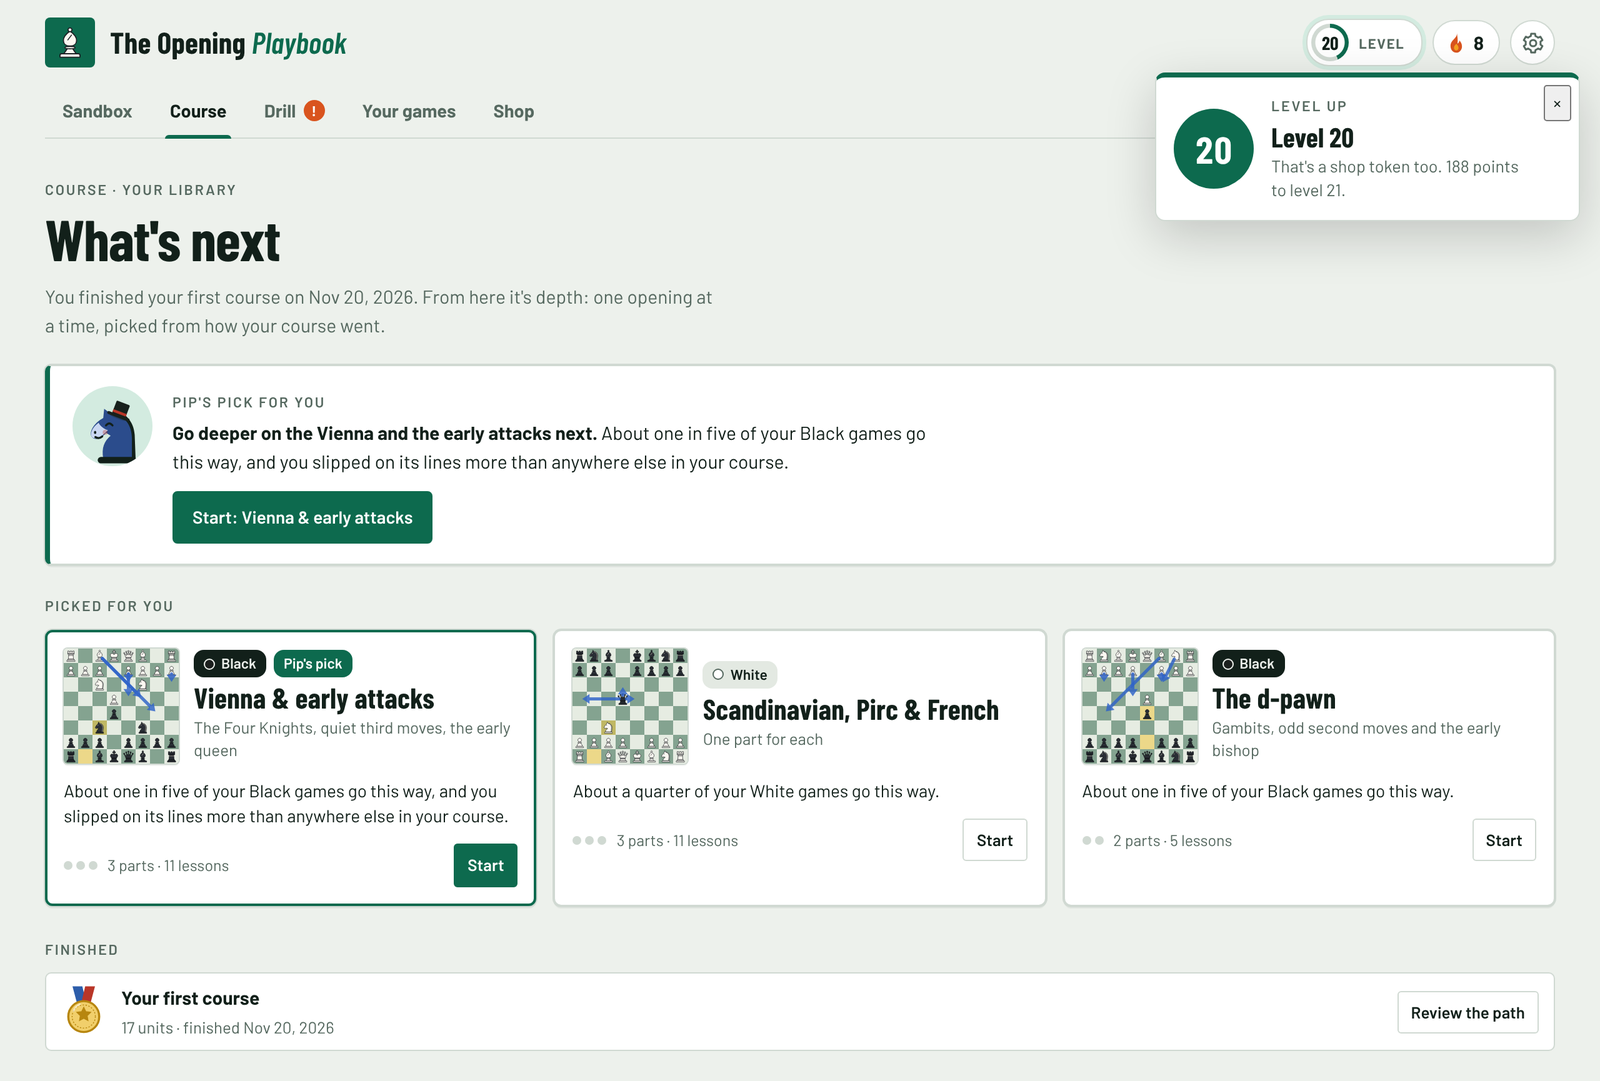 The Opening Playbook
20 LEVEL
8
Sandbox
Course
Drill !
Your games
Shop
×
20
LEVEL UP
Level 20
That's a shop token too. 188 points
to level 21.
COURSE · YOUR LIBRARY
What's next
You finished your first course on Nov 20, 2026. From here it's depth: one opening at
a time, picked from how your course went.
PIP'S PICK FOR YOU
Go deeper on the Vienna and the early attacks next. About one in five of your Black games go
this way, and you slipped on its lines more than anywhere else in your course.
Start: Vienna & early attacks
PICKED FOR YOU
Black
Pip's pick
Vienna & early attacks
The Four Knights, quiet third moves, the early
queen
About one in five of your Black games go this way, and you
slipped on its lines more than anywhere else in your course.
3 parts · 11 lessons
Start
White
Scandinavian, Pirc & French
One part for each
About a quarter of your White games go this way.
3 parts · 11 lessons
Start
Black
The d-pawn
Gambits, odd second moves and the early
bishop
About one in five of your Black games go this way.
2 parts · 5 lessons
Start
FINISHED
Your first course
17 units · finished Nov 20, 2026
Review the path